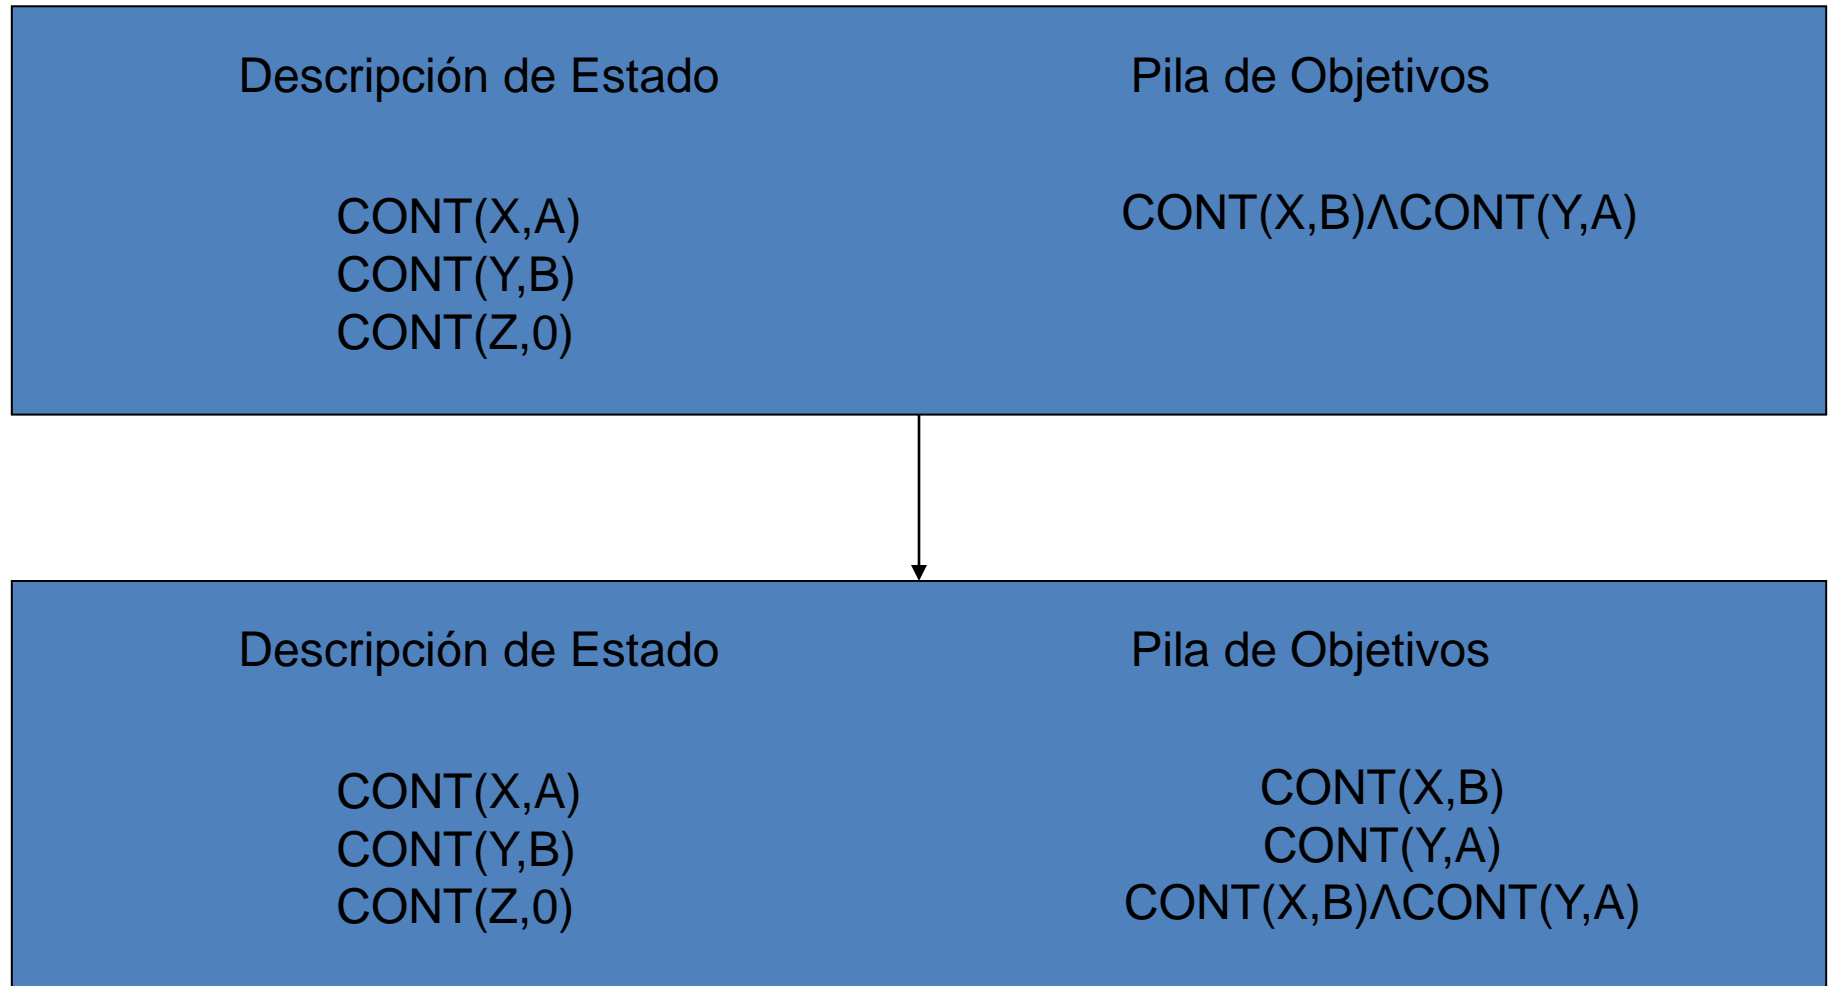 Descripción de Estado
Pila de Objetivos
CONT(X,A)
CONT(Y,B)
CONT(Z,0)
CONT(X,B)ΛCONT(Y,A)
Descripción de Estado
Pila de Objetivos
CONT(X,A)
CONT(Y,B)
CONT(Z,0)
CONT(X,B)
CONT(Y,A)
CONT(X,B)ΛCONT(Y,A)